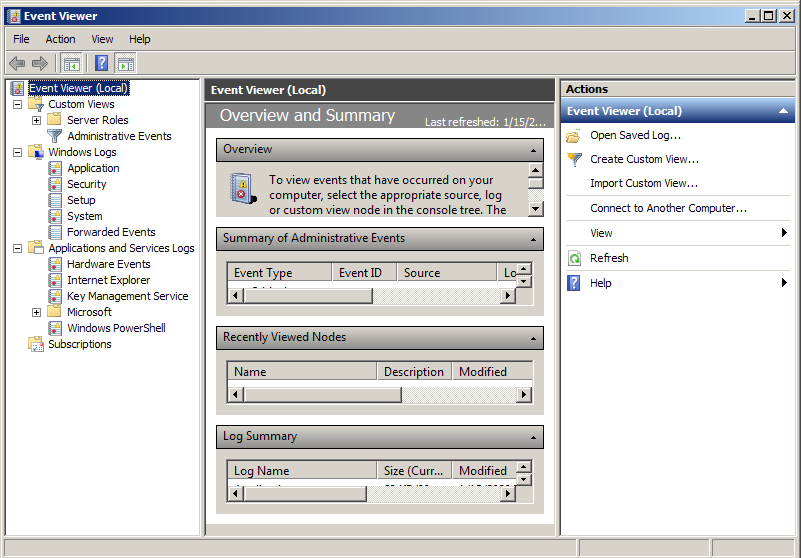 Event Viewer
File Action View Help
Event Viewer (Local)
Custom Views
Server Roles
Administrative Events
Windows Logs
Application
Security
Setup
System
Forwarded Events
Applications and Services Logs
Hardware Events
Internet Explorer
Key Management Service
Microsoft
Windows PowerShell
Subscriptions
Event Viewer (Local)
Overview and Summary Last refreshed: 1/15/2...
Overview
To view events that have occurred on your
computer, select the appropriate source, log
or custom view node in the console tree. The
Summary of Administrative Events
Event Type Event ID Source Lo
Recently Viewed Nodes
Name Description Modified
Log Summary
Log Name Size (Curr... Modified
Actions
Event Viewer (Local)
Open Saved Log...
Create Custom View...
Import Custom View...
Connect to Another Computer...
View
Refresh
Help